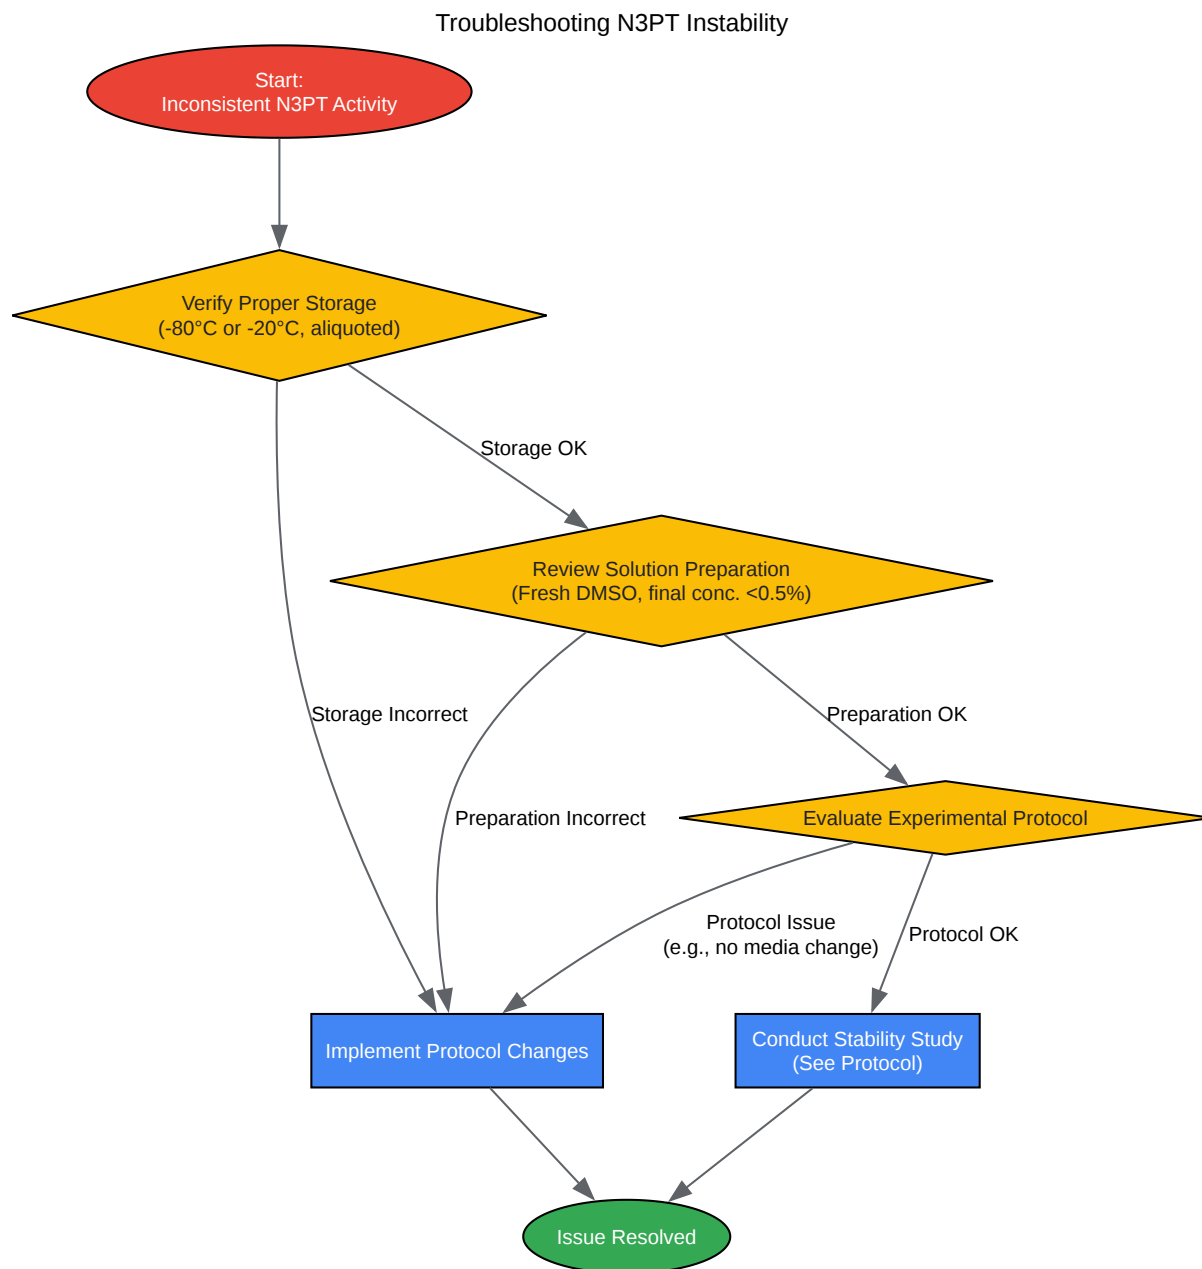 Troubleshooting N3PT Instability
Start:
Inconsistent N3PT Activity
Verify Proper Storage
(-80°C or -20°C, aliquoted)
Storage OK
Review Solution Preparation
(Fresh DMSO, final conc. <0.5%)
Storage Incorrect
Preparation OK
Preparation Incorrect
Evaluate Experimental Protocol
Protocol Issue
(e.g., no media change)
Protocol OK
Implement Protocol Changes
Conduct Stability Study
(See Protocol)
Issue Resolved